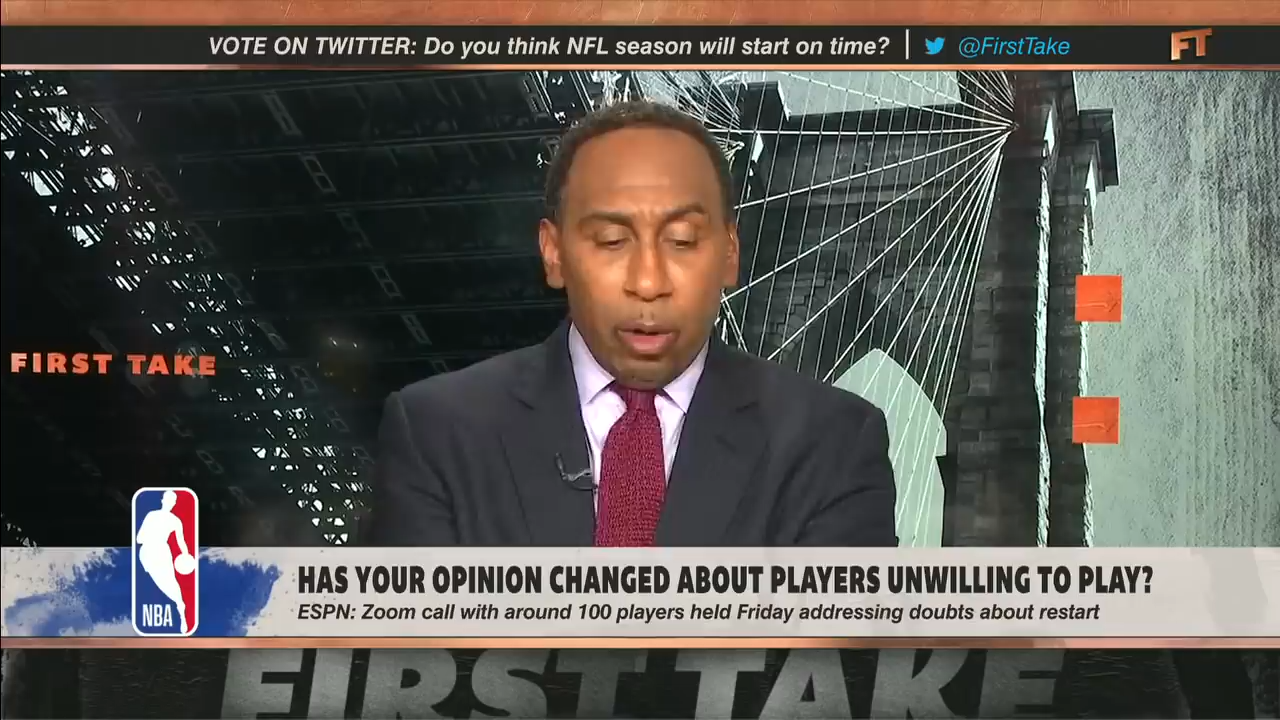 VOTE ON TWITTER: Do you think NFL season will start on time?
@FirstTake
FT
FIRST TAKE
NBA
HAS YOUR OPINION CHANGED ABOUT PLAYERS UNWILLING TO PLAY?
ESPN: Zoom call with around 100 players held Friday addressing doubts about restart
FIRST TAKE